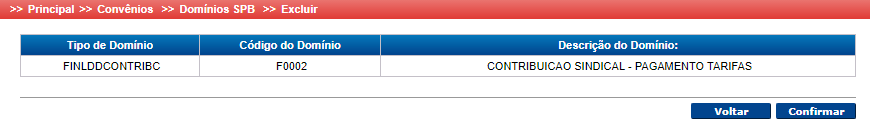 >> Principal >> Convênios >> Domínios SPB >> Excluir
Tipo de Domínio Código do Domínio Descrição do Domínio:
FINLDDCONTRIBC F0002 CONTRIBUICAO SINDICAL - PAGAMENTO TARIFAS
Voltar Confirmar